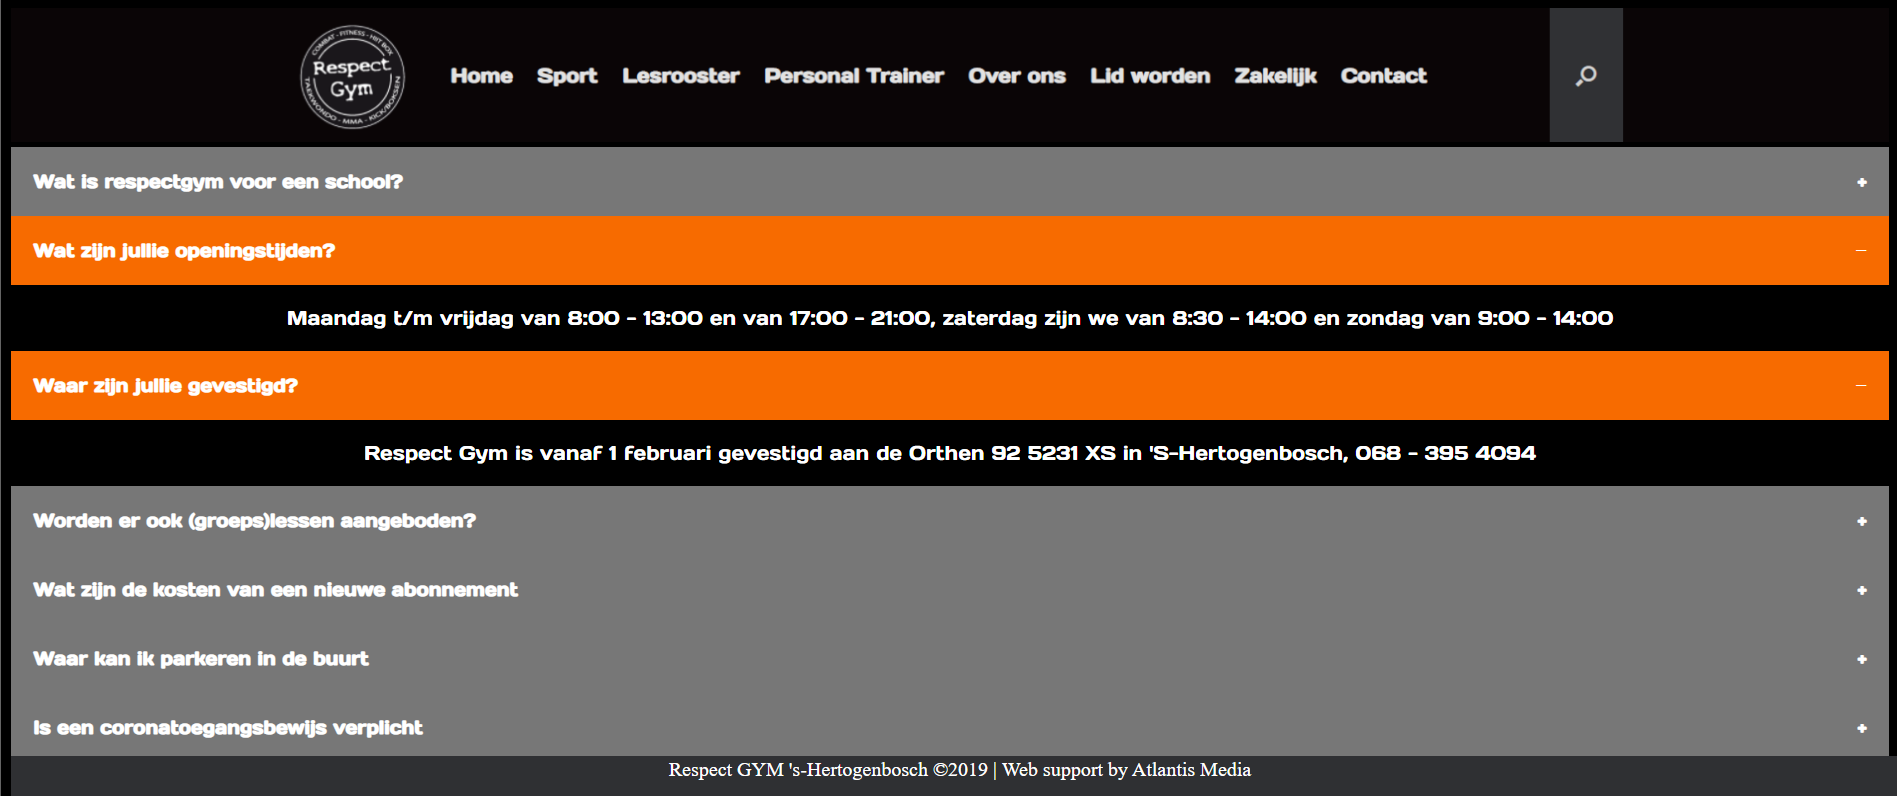 COMBAT - FITNESS - HIIT BOX
Respect
Gym
TAEKWONDO - MMA - KICK/BOKSEN
Home Sport Lesrooster Personal Trainer Over ons Lid worden Zakelijk Contact
Wat is respectgym voor een school? +
Wat zijn jullie openingstijden? –
Maandag t/m vrijdag van 8:00 - 13:00 en van 17:00 - 21:00, zaterdag zijn we van 8:30 - 14:00 en zondag van 9:00 - 14:00
Waar zijn jullie gevestigd? –
Respect Gym is vanaf 1 februari gevestigd aan de Orthen 92 5231 XS in 'S-Hertogenbosch, 068 - 395 4094
Worden er ook (groeps)lessen aangeboden? +
Wat zijn de kosten van een nieuwe abonnement +
Waar kan ik parkeren in de buurt +
Is een coronatoegangsbewijs verplicht +
Respect GYM 's-Hertogenbosch ©2019 | Web support by Atlantis Media